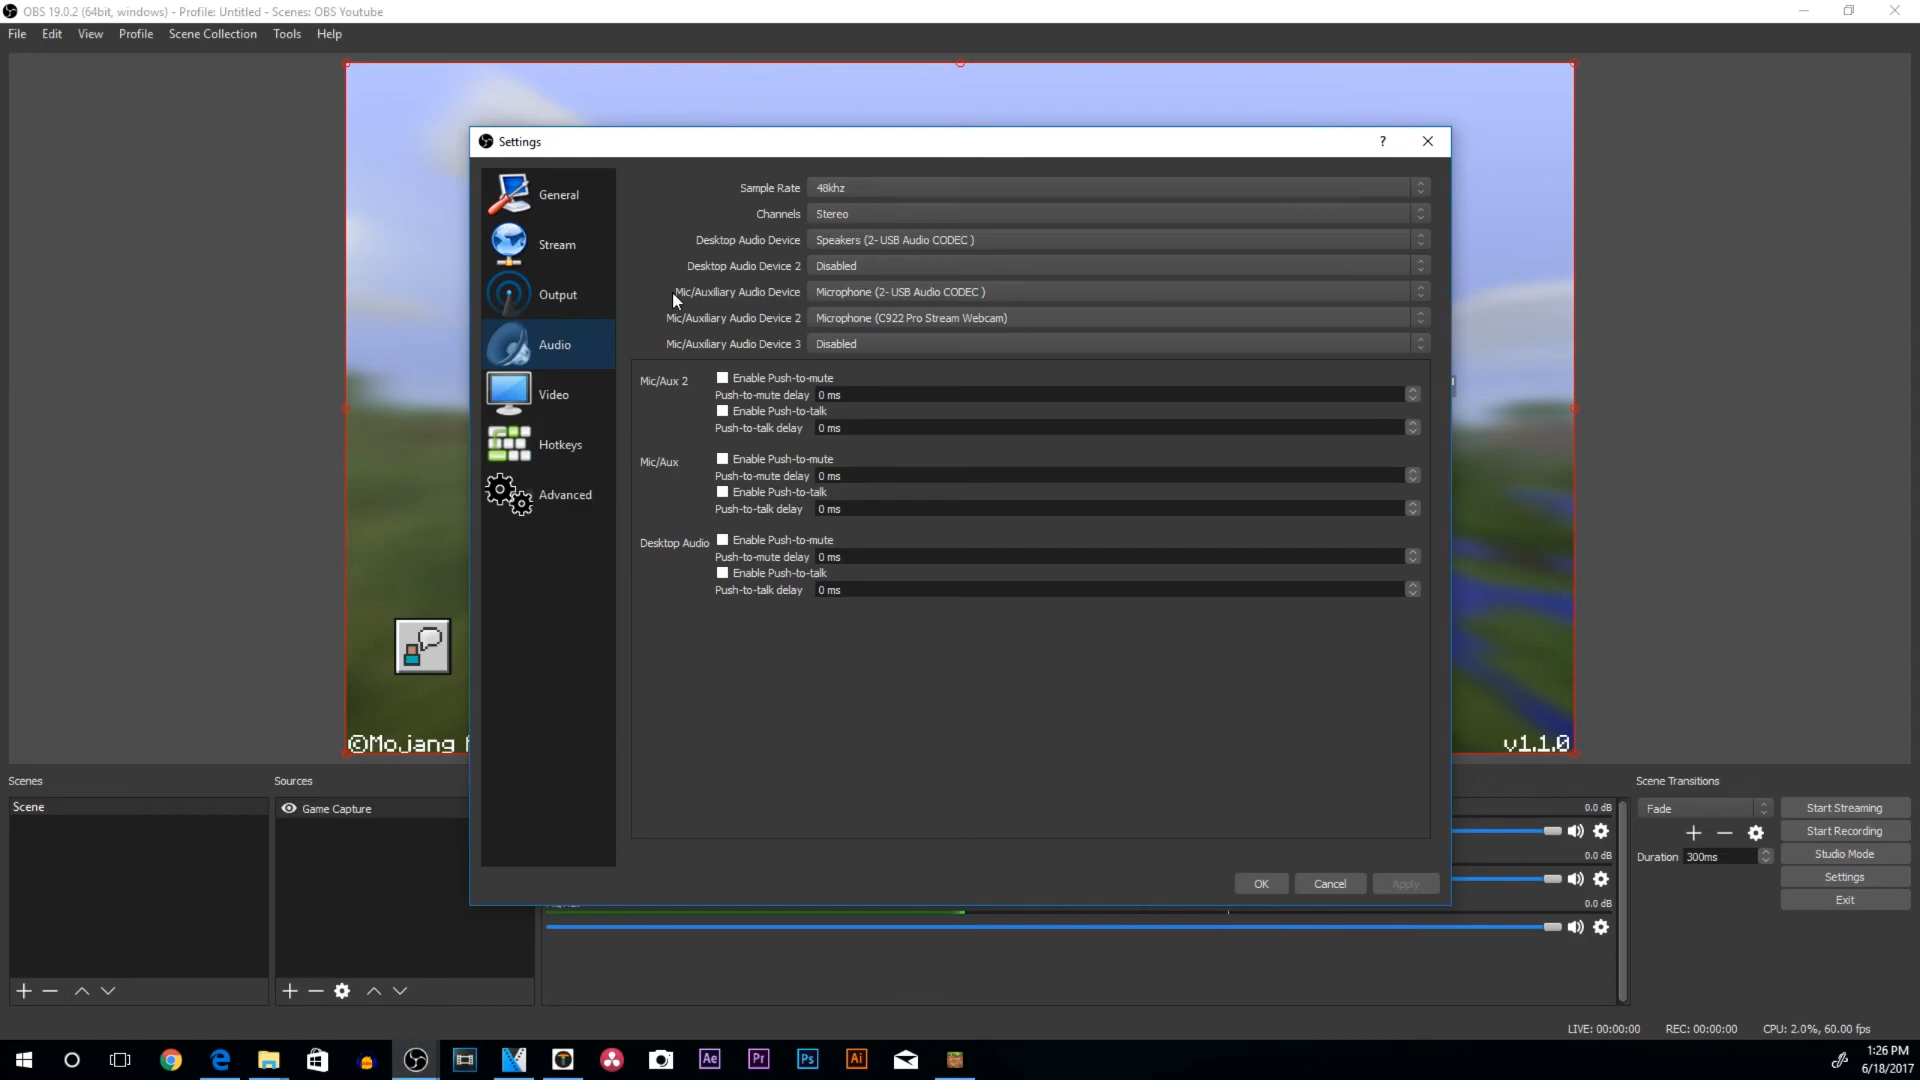 OBS 19.0.2 (64bit, windows) - Profile: Untitled - Scenes: OBS Youtube
File Edit View Profile Scene Collection Tools Help
Settings
?
General
Stream
Output
Audio
Video
Hotkeys
Advanced
Sample Rate 48khz
Channels Stereo
Desktop Audio Device Speakers (2- USB Audio CODEC )
Desktop Audio Device 2 Disabled
Mic/Auxiliary Audio Device Microphone (2- USB Audio CODEC )
Mic/Auxiliary Audio Device 2 Microphone (C922 Pro Stream Webcam)
Mic/Auxiliary Audio Device 3 Disabled
Mic/Aux 2 Enable Push-to-mute
Push-to-mute delay 0 ms
Enable Push-to-talk
Push-to-talk delay 0 ms
Mic/Aux Enable Push-to-mute
Push-to-mute delay 0 ms
Enable Push-to-talk
Push-to-talk delay 0 ms
Desktop Audio Enable Push-to-mute
Push-to-mute delay 0 ms
Enable Push-to-talk
Push-to-talk delay 0 ms
OK Cancel Apply
©Mojang
v1.1.0
Scenes
Scene
Sources
Game Capture
0.0 dB
0.0 dB
0.0 dB
Scene Transitions
Fade
Duration 300ms
Start Streaming
Start Recording
Studio Mode
Settings
Exit
LIVE: 00:00:00 REC: 00:00:00 CPU: 2.0%, 60.00 fps
Ae Pr Ps Ai
1:26 PM
6/18/2017